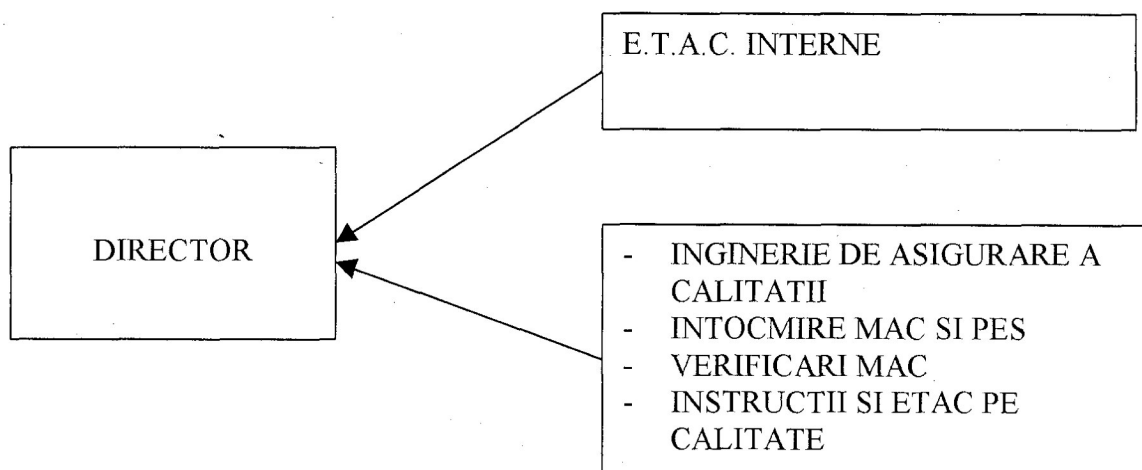 E.T.A.C. INTERNE
DIRECTOR
- INGINERIE DE ASIGURARE A
CALITATII
- INTOCMIRE MAC SI PES
- VERIFICARI MAC
- INSTRUCTII SI ETAC PE
CALITATE